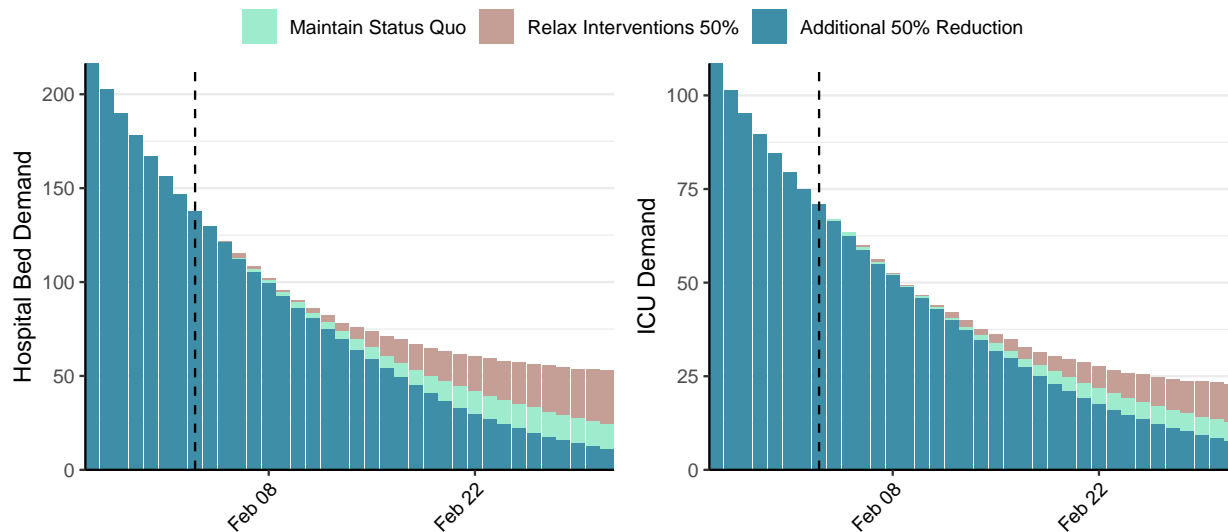 Maintain Status Quo Relax Interventions 50% Additional 50% Reduction
Hospital Bed Demand
200
150
100
50
0
Feb 08 Feb 22
ICU Demand
100
75
50
25
0
Feb 08 Feb 22